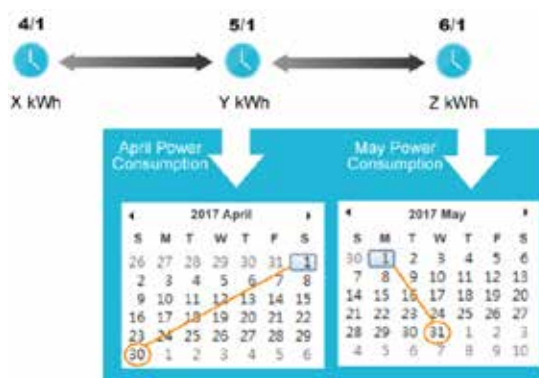 4/1 5/1 6/1
X kWh Y kWh Z kWh
April Power
Consumption
May Power
Consumption
2017 April
S M T W T F S
26 27 28 29 30 31 1
2 3 4 5 6 7 8
9 10 11 12 13 14 15
16 17 18 19 20 21 22
23 24 25 26 27 28 29
30 1 2 3 4 5 6
2017 May
S M T W T F S
30 1 2 3 4 5 6
7 8 9 10 11 12 13
14 15 16 17 18 19 20
21 22 23 24 25 26 27
28 29 30 31 1 2 3
4 5 6 7 8 9 10